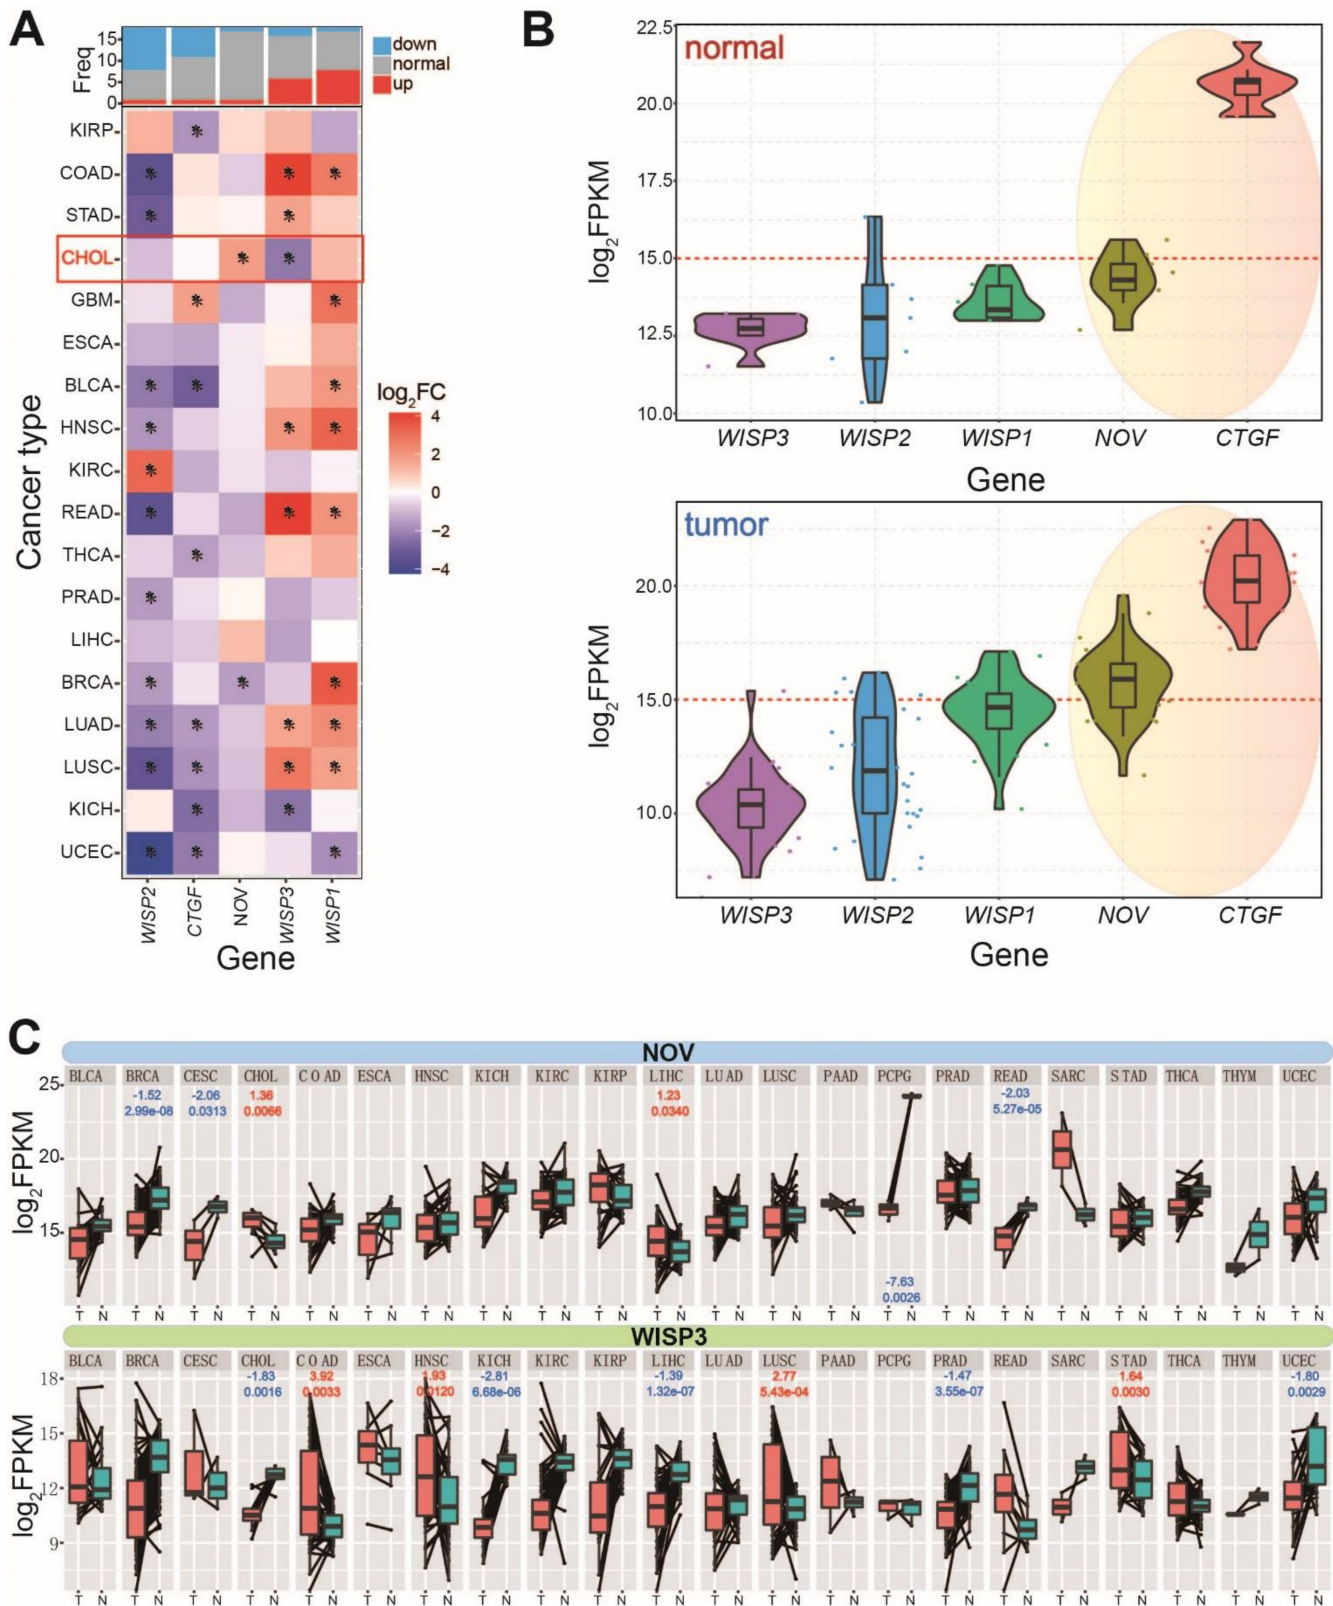 A
Freq
15
10
5
0
down
normal
up
Cancer type
KIRP
COAD
STAD
CHOL
GBM
ESCA
BLCA
HNSC
KIRC
READ
THCA
PRAD
LIHC
BRCA
LUAD
LUSC
KICH
UCEC
log2FC
4
2
0
−2
−4
WISP2 CTGF NOV WISP3 WISP1
Gene
B
normal
log2FPKM
22.5
20.0
17.5
15.0
12.5
10.0
WISP3 WISP2 WISP1 NOV CTGF
Gene
tumor
log2FPKM
20.0
15.0
10.0
WISP3 WISP2 WISP1 NOV CTGF
Gene
C
NOV
BLCA BRCA CESC CHOL COAD ESCA HNSC KICH KIRC KIRP LIHC LUAD LUSC PAAD PCPG PRAD READ SARC STAD THCA THYM UCEC
-1.52 -2.06 1.36 1.23 -2.03
2.99e-08 0.0313 0.0066 0.0340 5.27e-05
log2FPKM
25
20
15
-7.63
0.0026
T N T N T N T N T N T N T N T N T N T N T N T N T N T N T N T N T N T N T N T N T N T N
WISP3
BLCA BRCA CESC CHOL COAD ESCA HNSC KICH KIRC KIRP LIHC LUAD LUSC PAAD PCPG PRAD READ SARC STAD THCA THYM UCEC
-1.83 3.92 1.93 -2.81 -1.39 2.77 -1.47 1.64 -1.80
0.0016 0.0033 0.0120 6.68e-06 1.32e-07 5.43e-04 3.55e-07 0.0030 0.0029
log2FPKM
18
15
12
9
T N T N T N T N T N T N T N T N T N T N T N T N T N T N T N T N T N T N T N T N T N T N